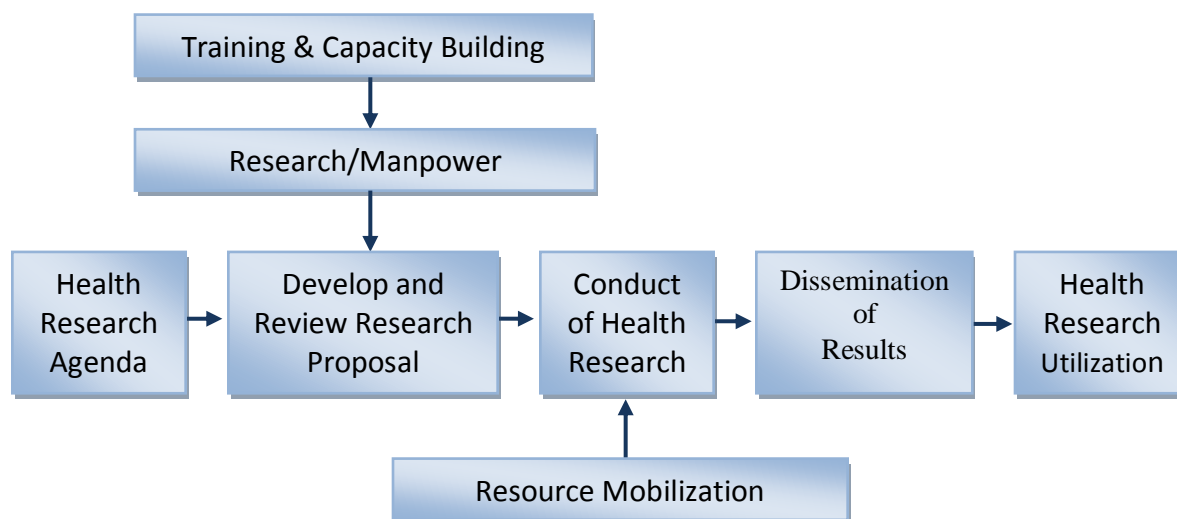 Training & Capacity Building
Research/Manpower
Health
Research
Agenda
Develop and
Review Research
Proposal
Conduct
of Health
Research
Dissemination
of
Results
Health
Research
Utilization
Resource Mobilization